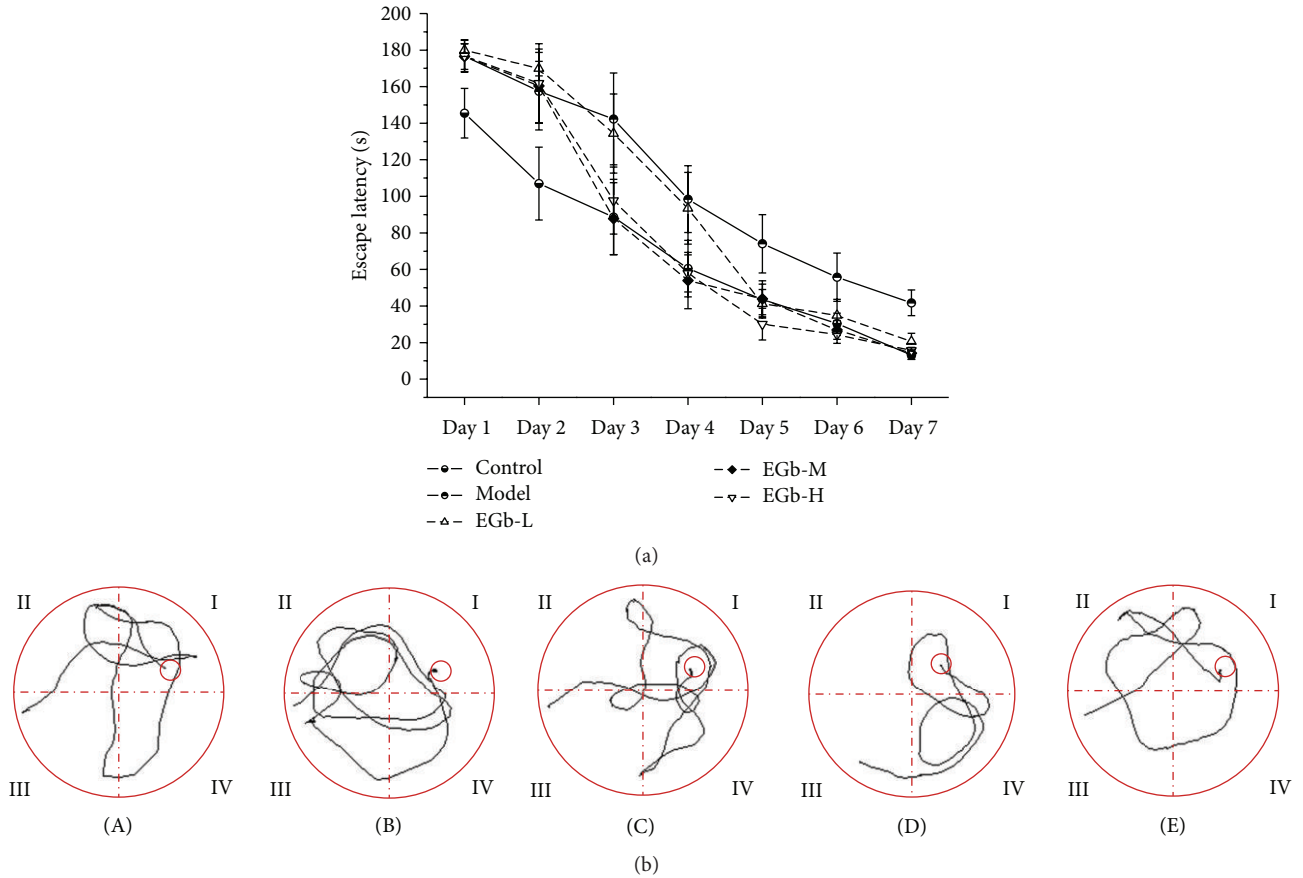 200
180
160
140
120
100
80
60
40
20
0
Escape latency (s)
Day 1 Day 2 Day 3 Day 4 Day 5 Day 6 Day 7
Control
Model
EGb-L
EGb-M
EGb-H
(a)
II I
III IV
(A)
II I
III IV
(B)
II I
III IV
(C)
II I
III IV
(D)
II I
III IV
(E)
(b)